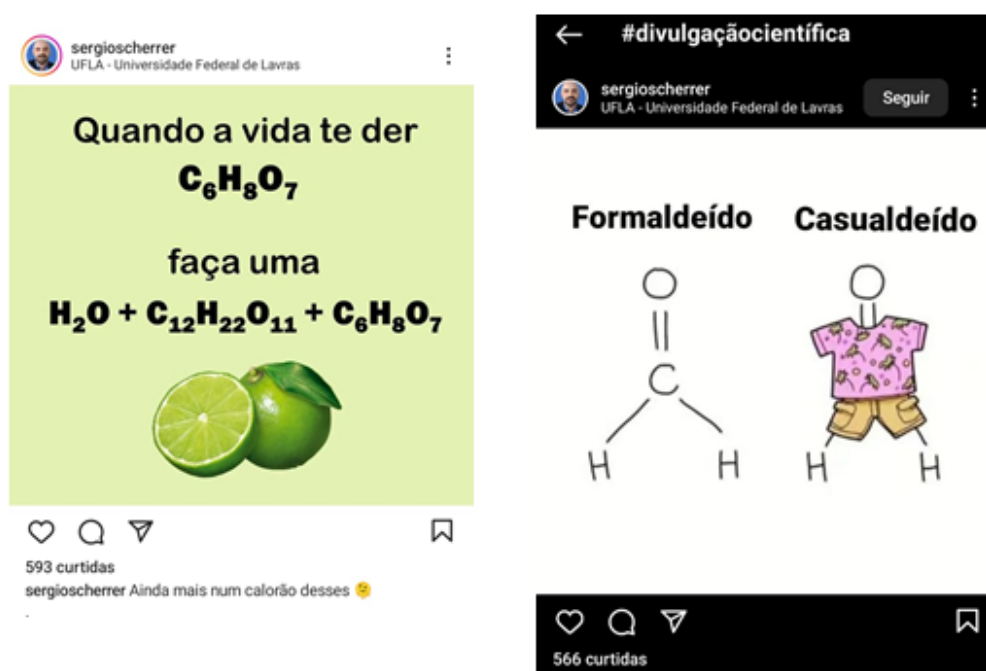 sergioscherrer
UFLA - Universidade Federal de Lavras
Quando a vida te der
C₆H₈O₇
faça uma
H₂O + C₁₂H₂₂O₁₁ + C₆H₈O₇
593 curtidas
sergioscherrer Ainda mais num calorão desses 🫠
.
#divulgaçãocientífica
sergioscherrer
UFLA - Universidade Federal de Lavras
Seguir
Formaldeído Casualdeído
O O
C
H H H H
566 curtidas